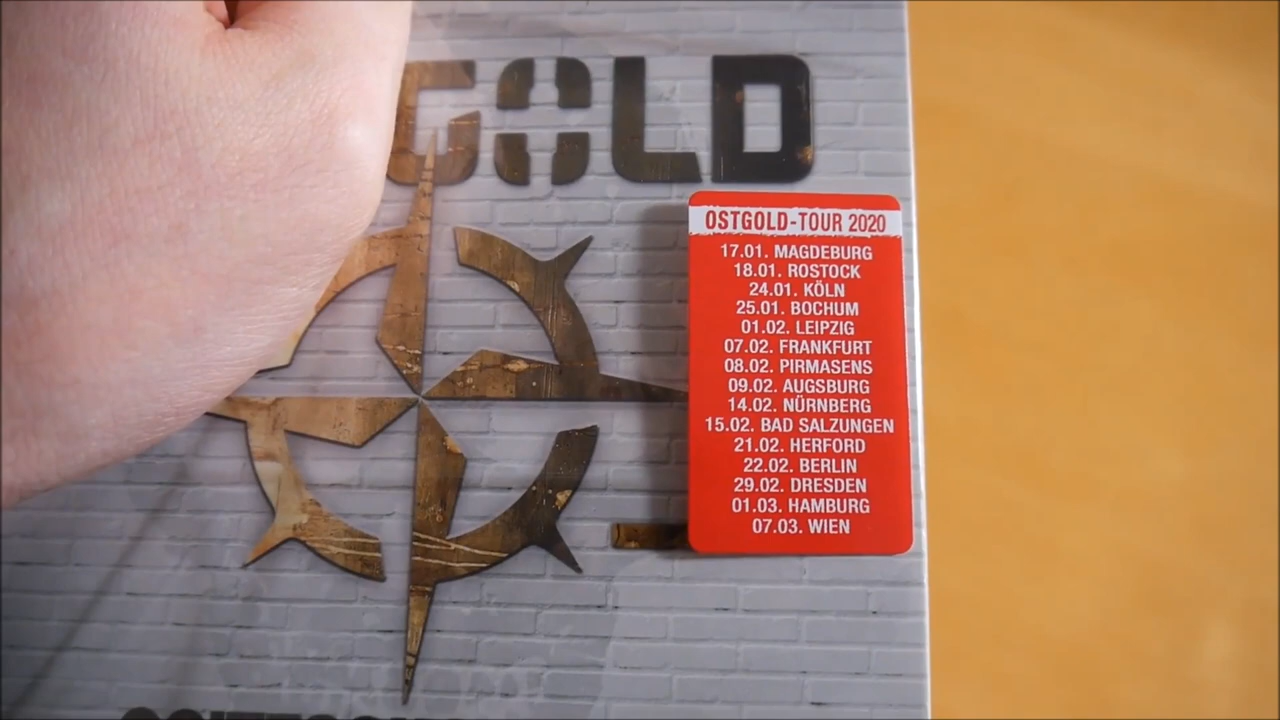 GOLD
OSTGOLD-TOUR 2020
17.01. MAGDEBURG
18.01. ROSTOCK
24.01. KÖLN
25.01. BOCHUM
01.02. LEIPZIG
07.02. FRANKFURT
08.02. PIRMASENS
09.02. AUGSBURG
14.02. NÜRNBERG
15.02. BAD SALZUNGEN
21.02. HERFORD
22.02. BERLIN
29.02. DRESDEN
01.03. HAMBURG
07.03. WIEN